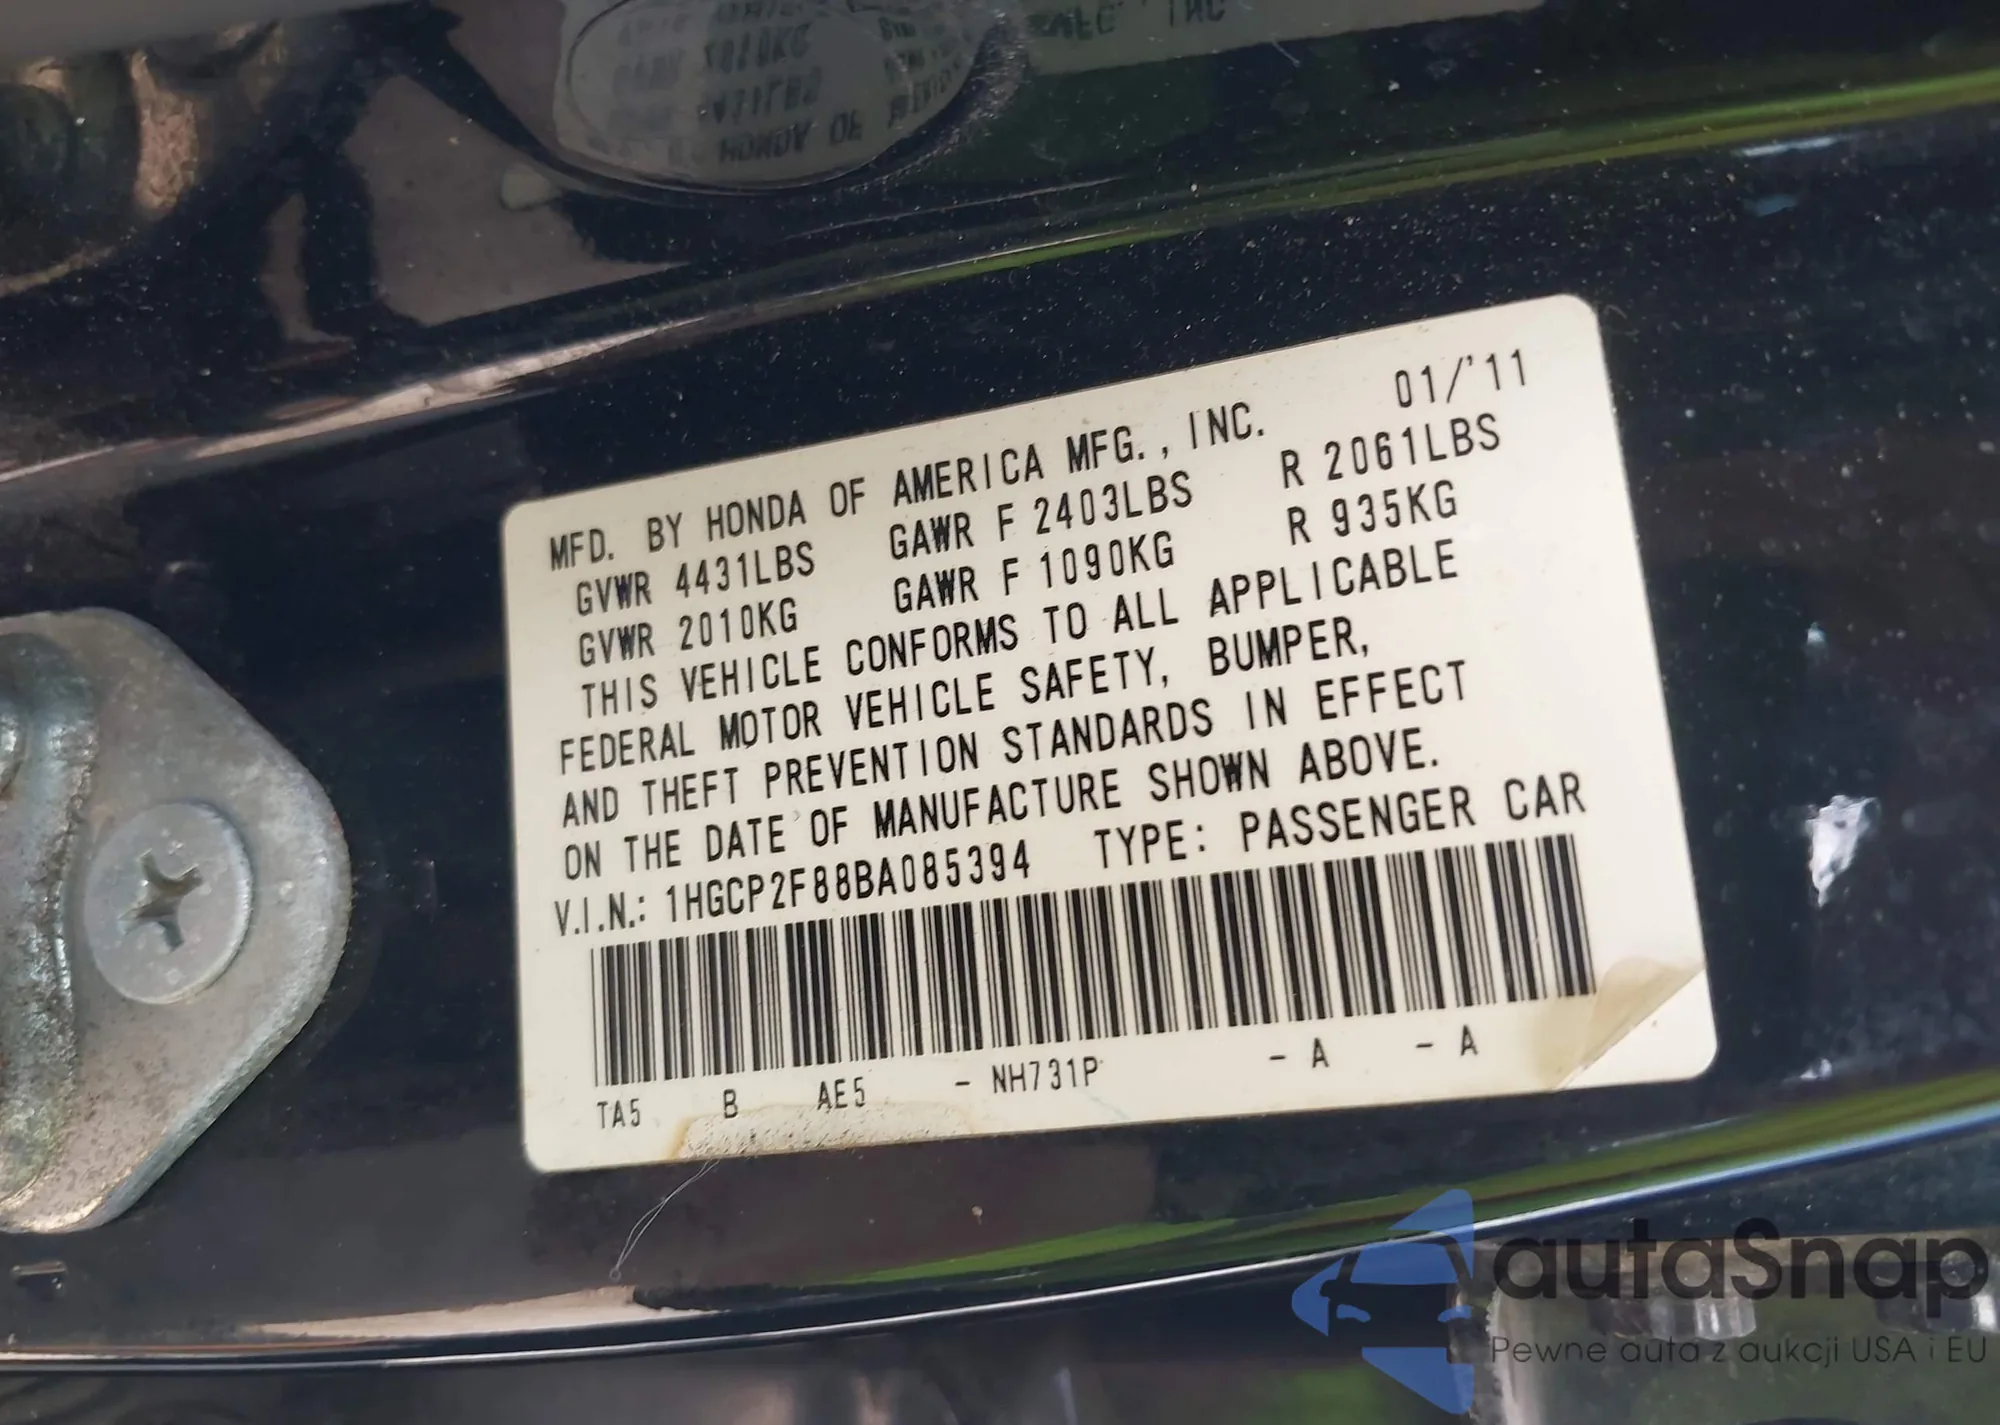 01/'11
MFD. BY HONDA OF AMERICA MFG., INC.
GVWR 4431LBS GAWR F 2403LBS R 2061LBS
GVWR 2010KG GAWR F 1090KG R 935KG
THIS VEHICLE CONFORMS TO ALL APPLICABLE
FEDERAL MOTOR VEHICLE SAFETY, BUMPER,
AND THEFT PREVENTION STANDARDS IN EFFECT
ON THE DATE OF MANUFACTURE SHOWN ABOVE.
V.I.N.: 1HGCP2F88BA085394 TYPE: PASSENGER CAR
TA5 B AE5 - NH731P - A - A
autaSnap
Pewne auta z aukcji USA i EU